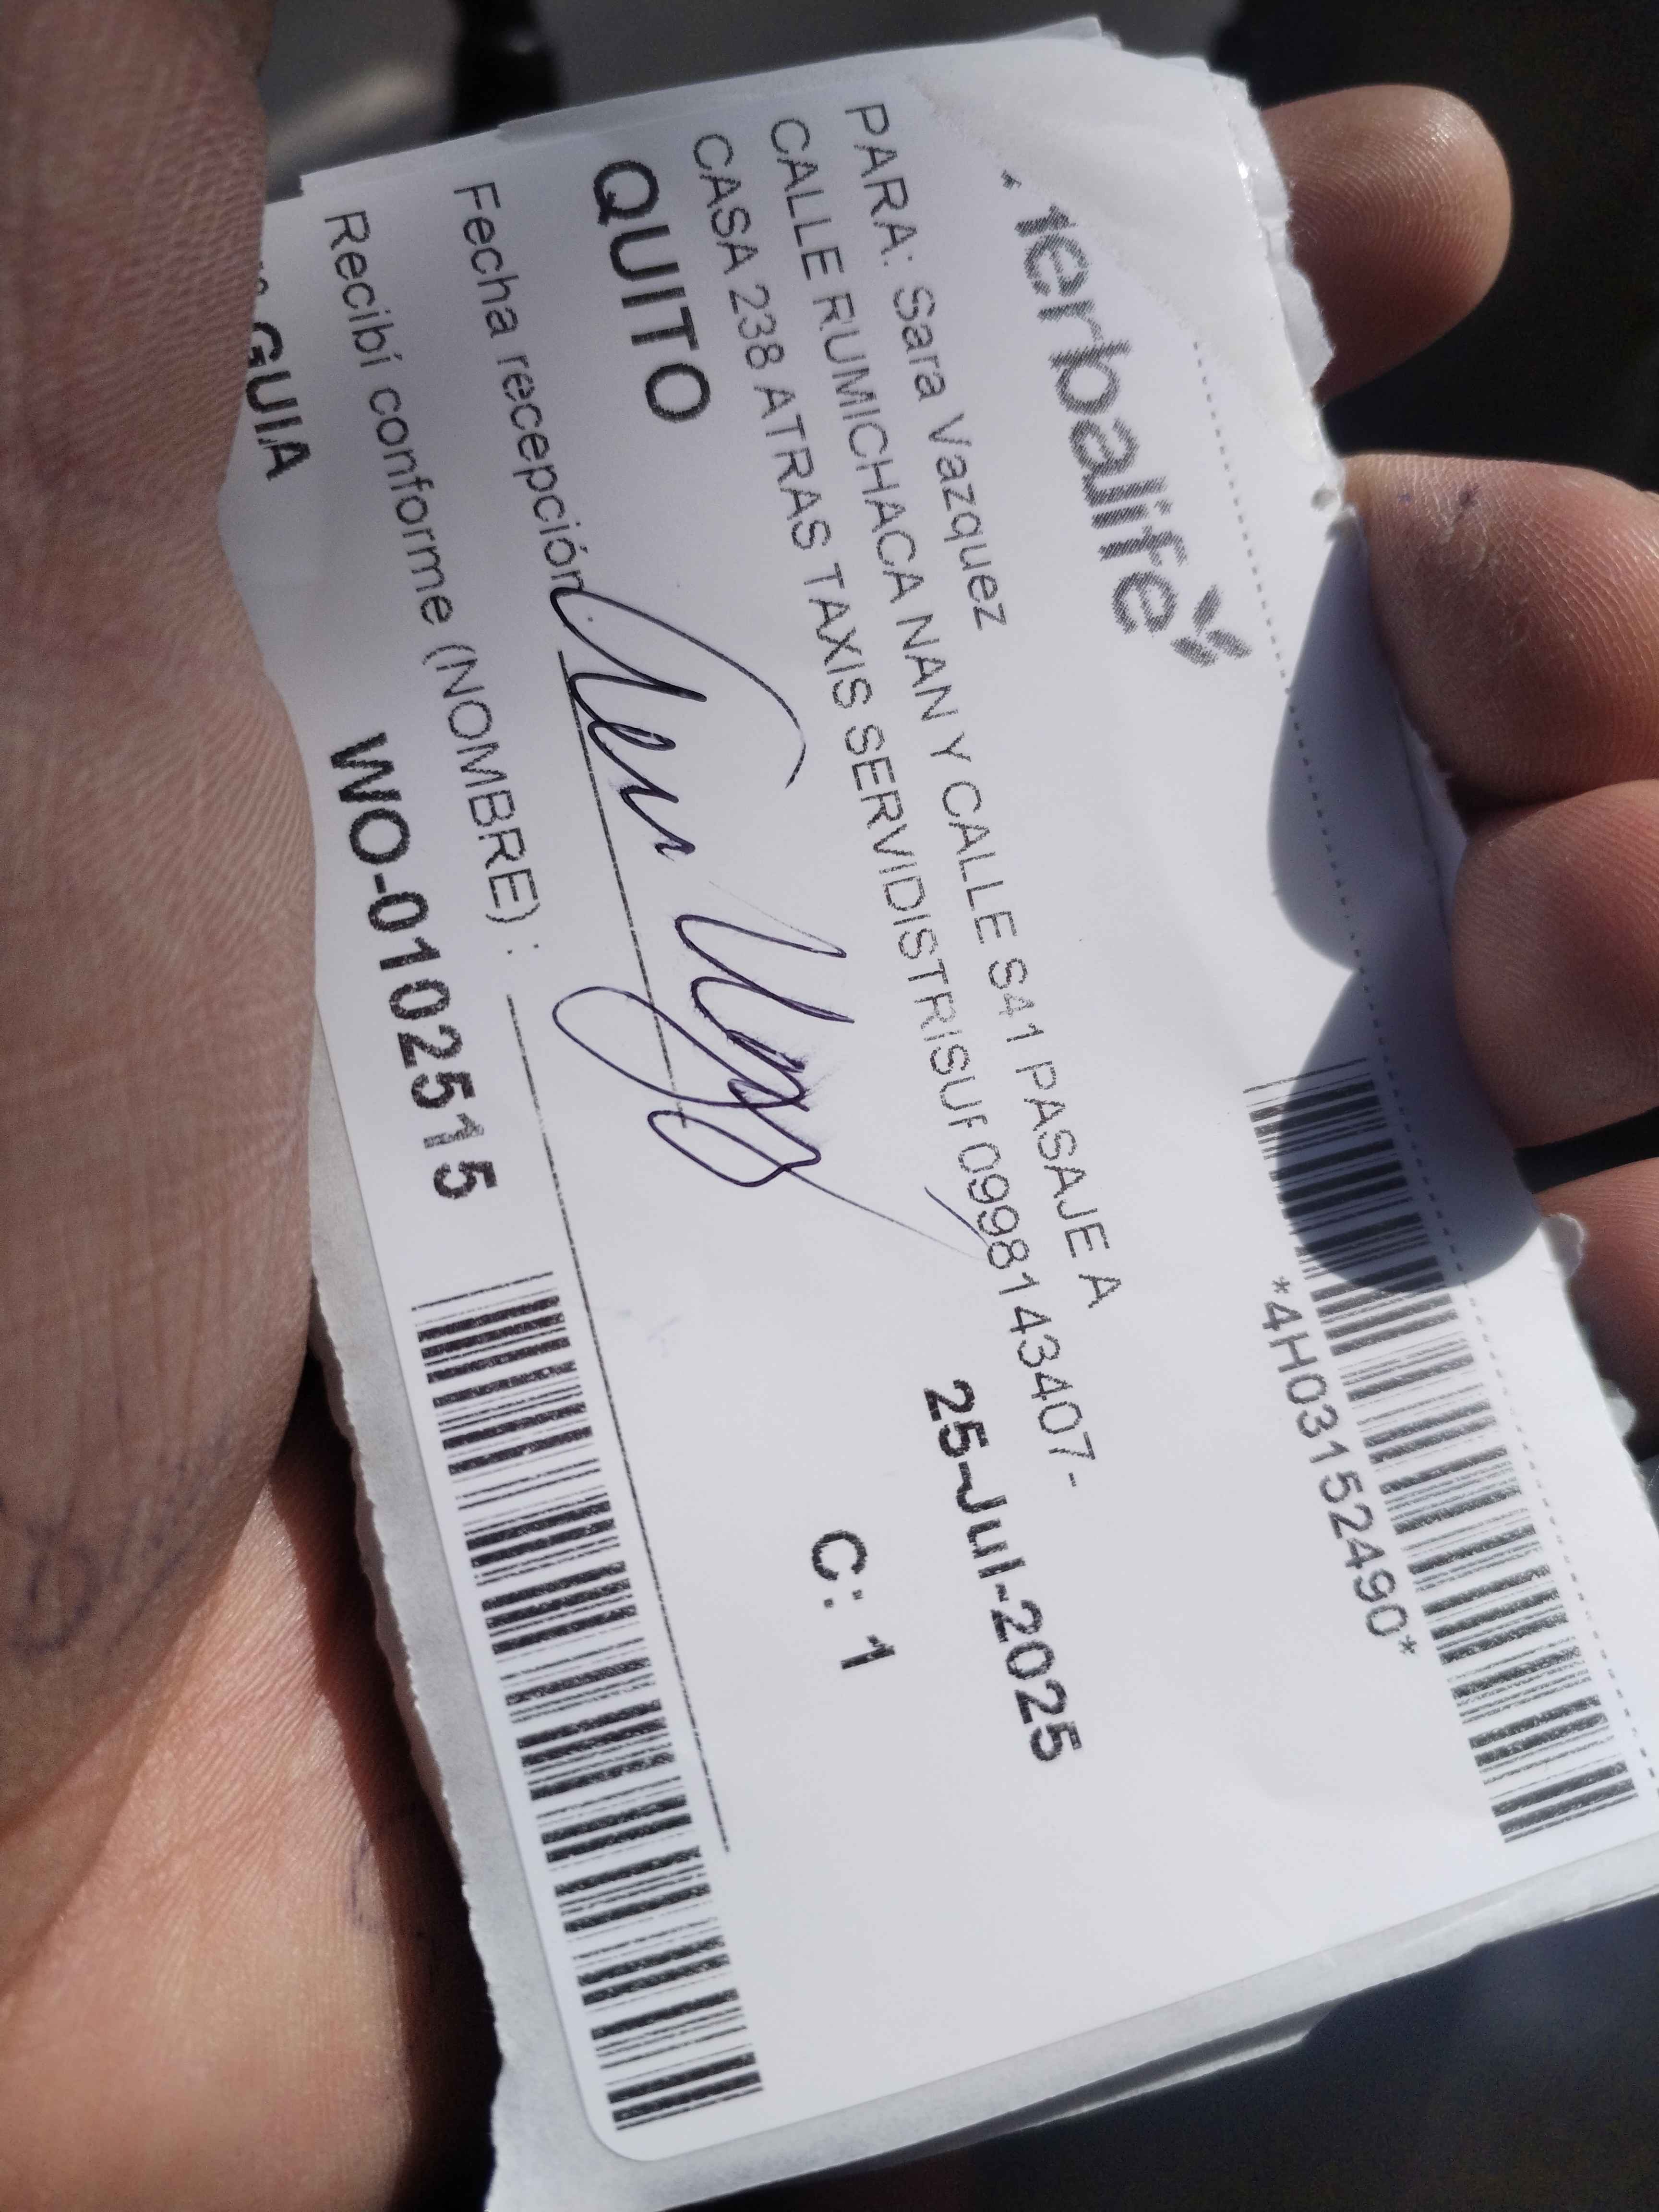 Herbalife
*4H03152490*
PARA: Sara Vazquez
CALLE RUMICHACA NAN Y CALLE S41 PASAJE A
CASA 238 ATRAS TAXIS SERVIDISTRISUR 0998143407-
25-Jul-2025
QUITO
C: 1
Fecha recepción
Recibí conforme (NOMBRE) :
GUIA
WO-0102515